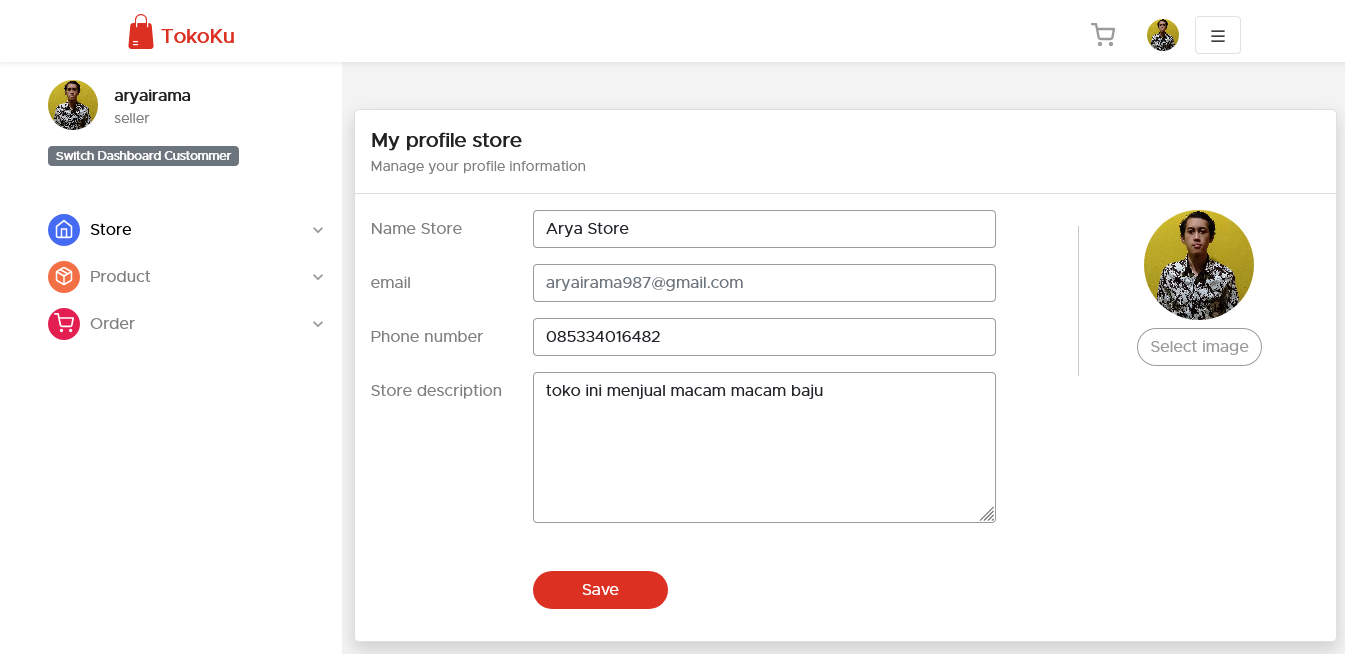 TokoKu
aryairama
seller
Switch Dashboard Custommer
Store
Product
Order
My profile store
Manage your profile information
Name Store
Arya Store
email
aryairama987@gmail.com
Phone number
085334016482
Store description
toko ini menjual macam macam baju
Select image
Save